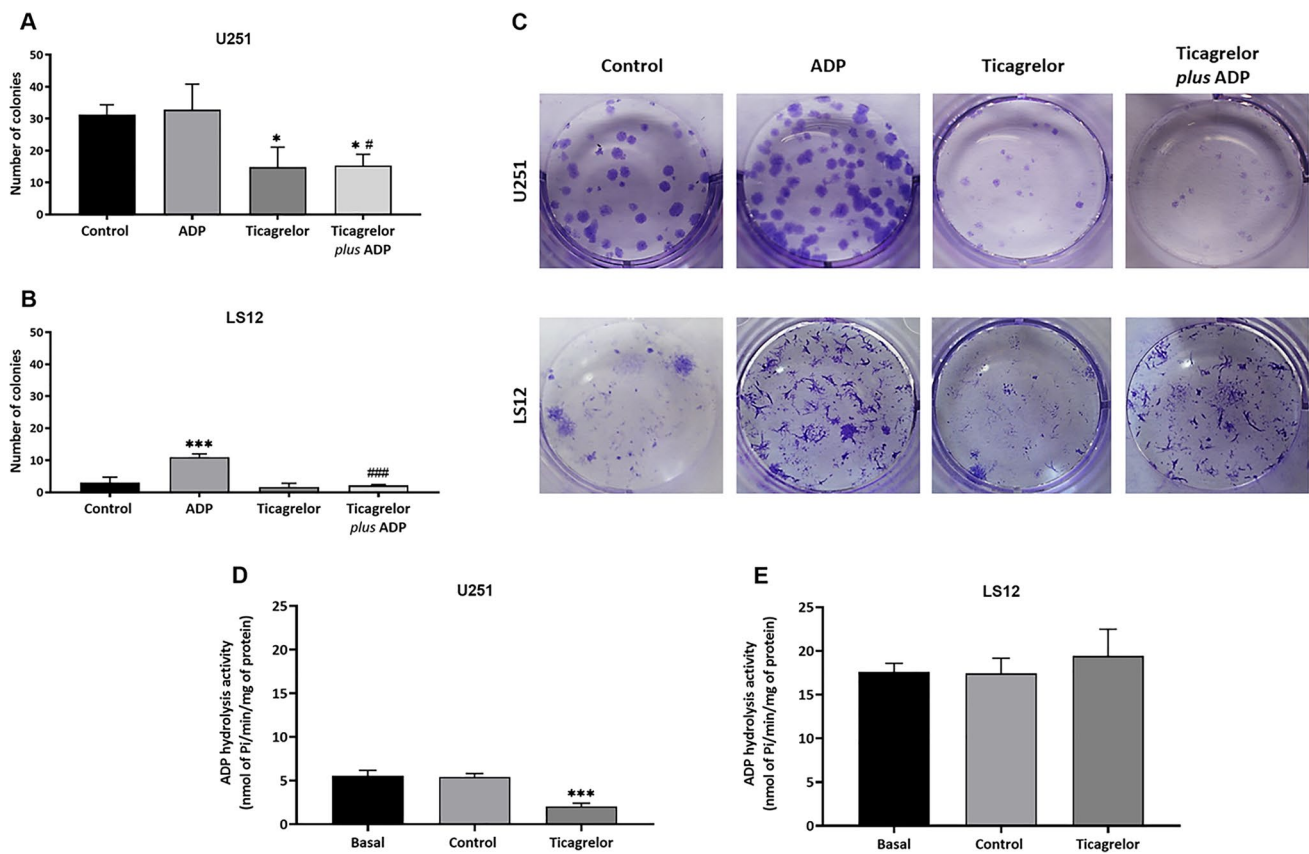 A
U251
Number of colonies
50
40
30
20
10
0
*
* #
Control
ADP
Ticagrelor
Ticagrelor
plus ADP
B
LS12
Number of colonies
50
40
30
20
10
0
***
###
Control
ADP
Ticagrelor
Ticagrelor
plus ADP
C
Control
ADP
Ticagrelor
Ticagrelor
plus ADP
U251
LS12
D
U251
ADP hydrolysis activity
(nmol of Pi/min/mg of protein)
25
20
15
10
5
0
***
Basal
Control
Ticagrelor
E
LS12
ADP hydrolysis activity
(nmol of Pi/min/mg of protein)
25
20
15
10
5
0
Basal
Control
Ticagrelor